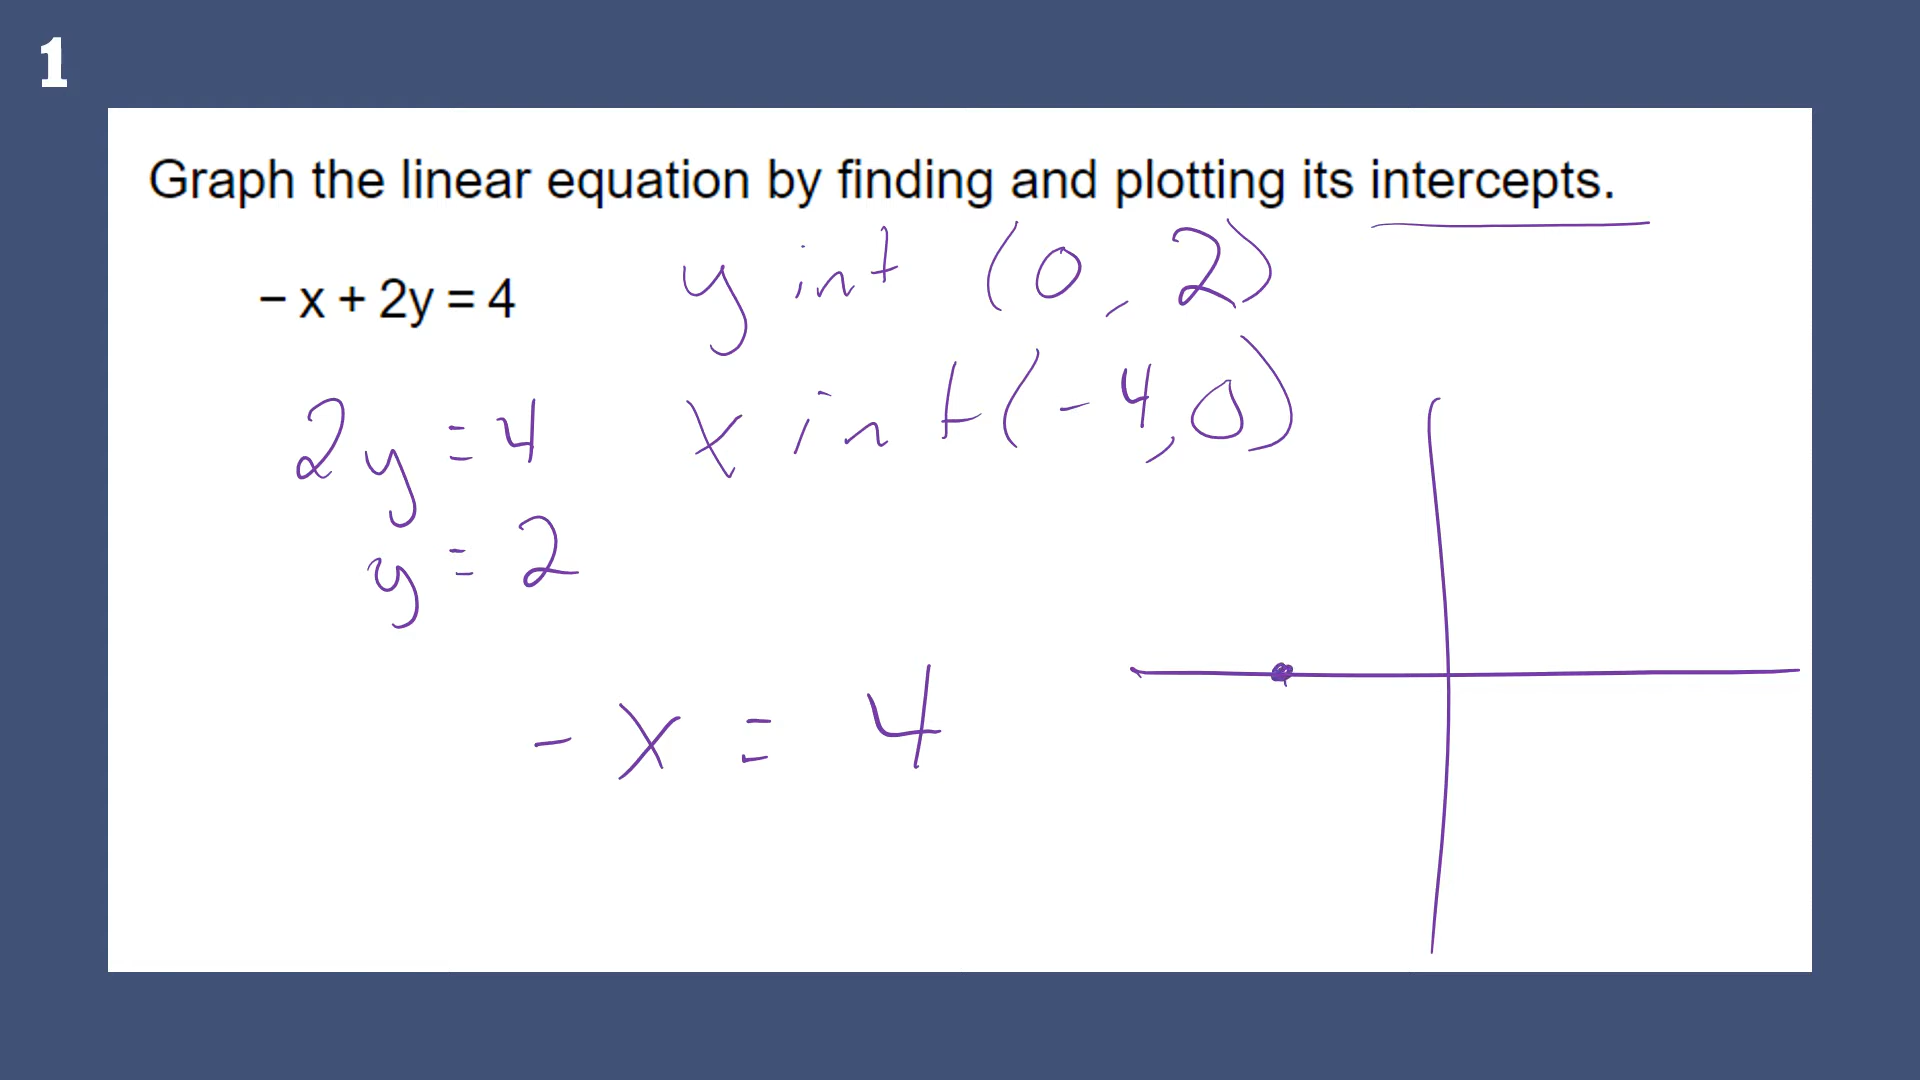 1
Graph the linear equation by finding and plotting its intercepts.
y int (0, 2)
− x + 2y = 4
x int (-4, 0)
2y = 4
y = 2
- x = 4